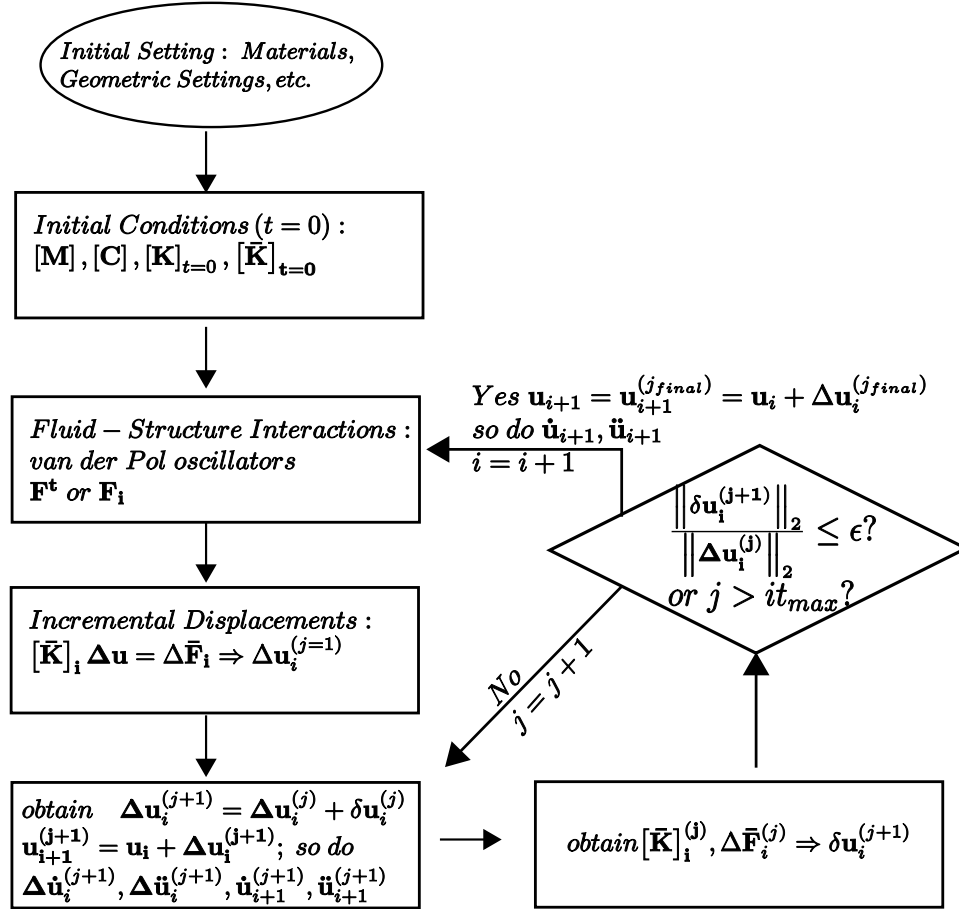 Initial Setting : Materials,
Geometric Settings, etc.
Initial Conditions (t = 0) :
[M] , [C] , [K]_{t=0} , [K̄]_{t=0}
Fluid − Structure Interactions :
van der Pol oscillators
F^t or F_i
Incremental Displacements :
[K̄]_i Δu = ΔF̄_i ⇒ Δu_i^{(j=1)}
obtain Δu_i^{(j+1)} = Δu_i^{(j)} + δu_i^{(j)}
u_{i+1}^{(j+1)} = u_i + Δu_i^{(j+1)}; so do
Δu̇_i^{(j+1)}, Δü_i^{(j+1)}, u̇_{i+1}^{(j+1)}, ü_{i+1}^{(j+1)}
obtain[K̄]_i^{(j)}, ΔF̄_i^{(j)} ⇒ δu_i^{(j+1)}
‖δu_i^{(j+1)}‖_2 / ‖Δu_i^{(j)}‖_2 ≤ ϵ?
or j > it_{max}?
No
j = j + 1
Yes u_{i+1} = u_{i+1}^{(j_{final})} = u_i + Δu_i^{(j_{final})}
so do u̇_{i+1}, ü_{i+1}
i = i + 1